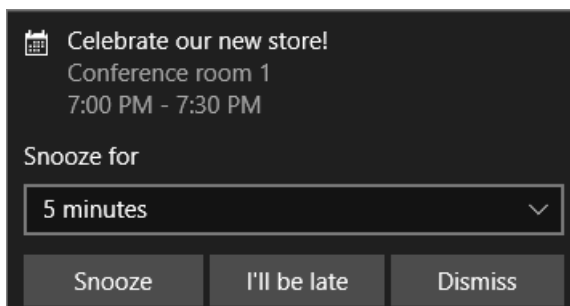 Celebrate our new store!
Conference room 1
7:00 PM - 7:30 PM
Snooze for
5 minutes
Snooze I'll be late Dismiss